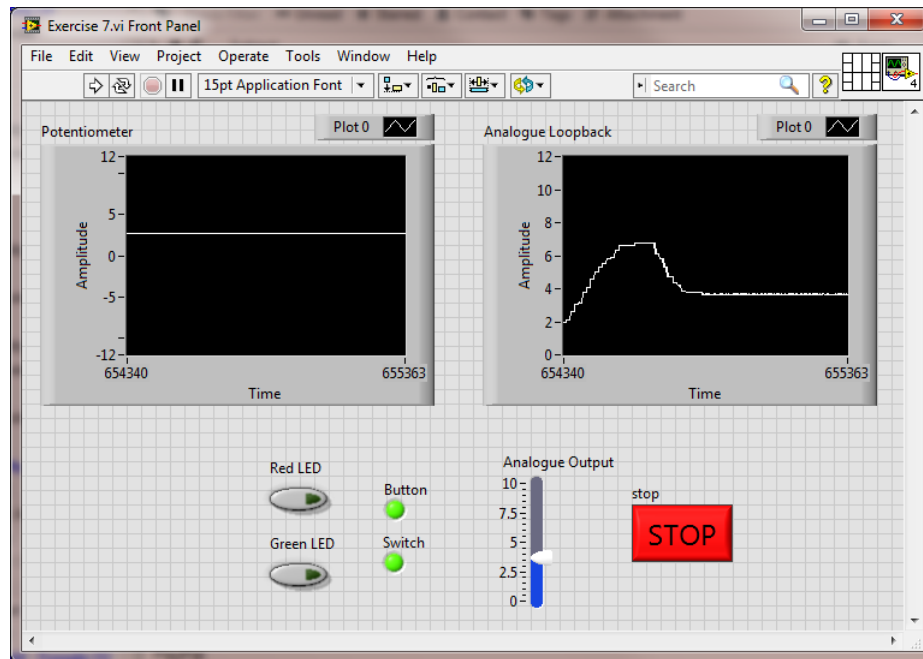 Exercise 7.vi Front Panel
File Edit View Project Operate Tools Window Help
15pt Application Font
Search
?
4
Potentiometer
Plot 0
Amplitude
12
5
0
-5
-12
654340
655363
Time
Analogue Loopback
Plot 0
Amplitude
12
10
8
6
4
2
0
654340
655363
Time
Red LED
Button
Green LED
Switch
Analogue Output
10
7.5
5
2.5
0
stop
STOP